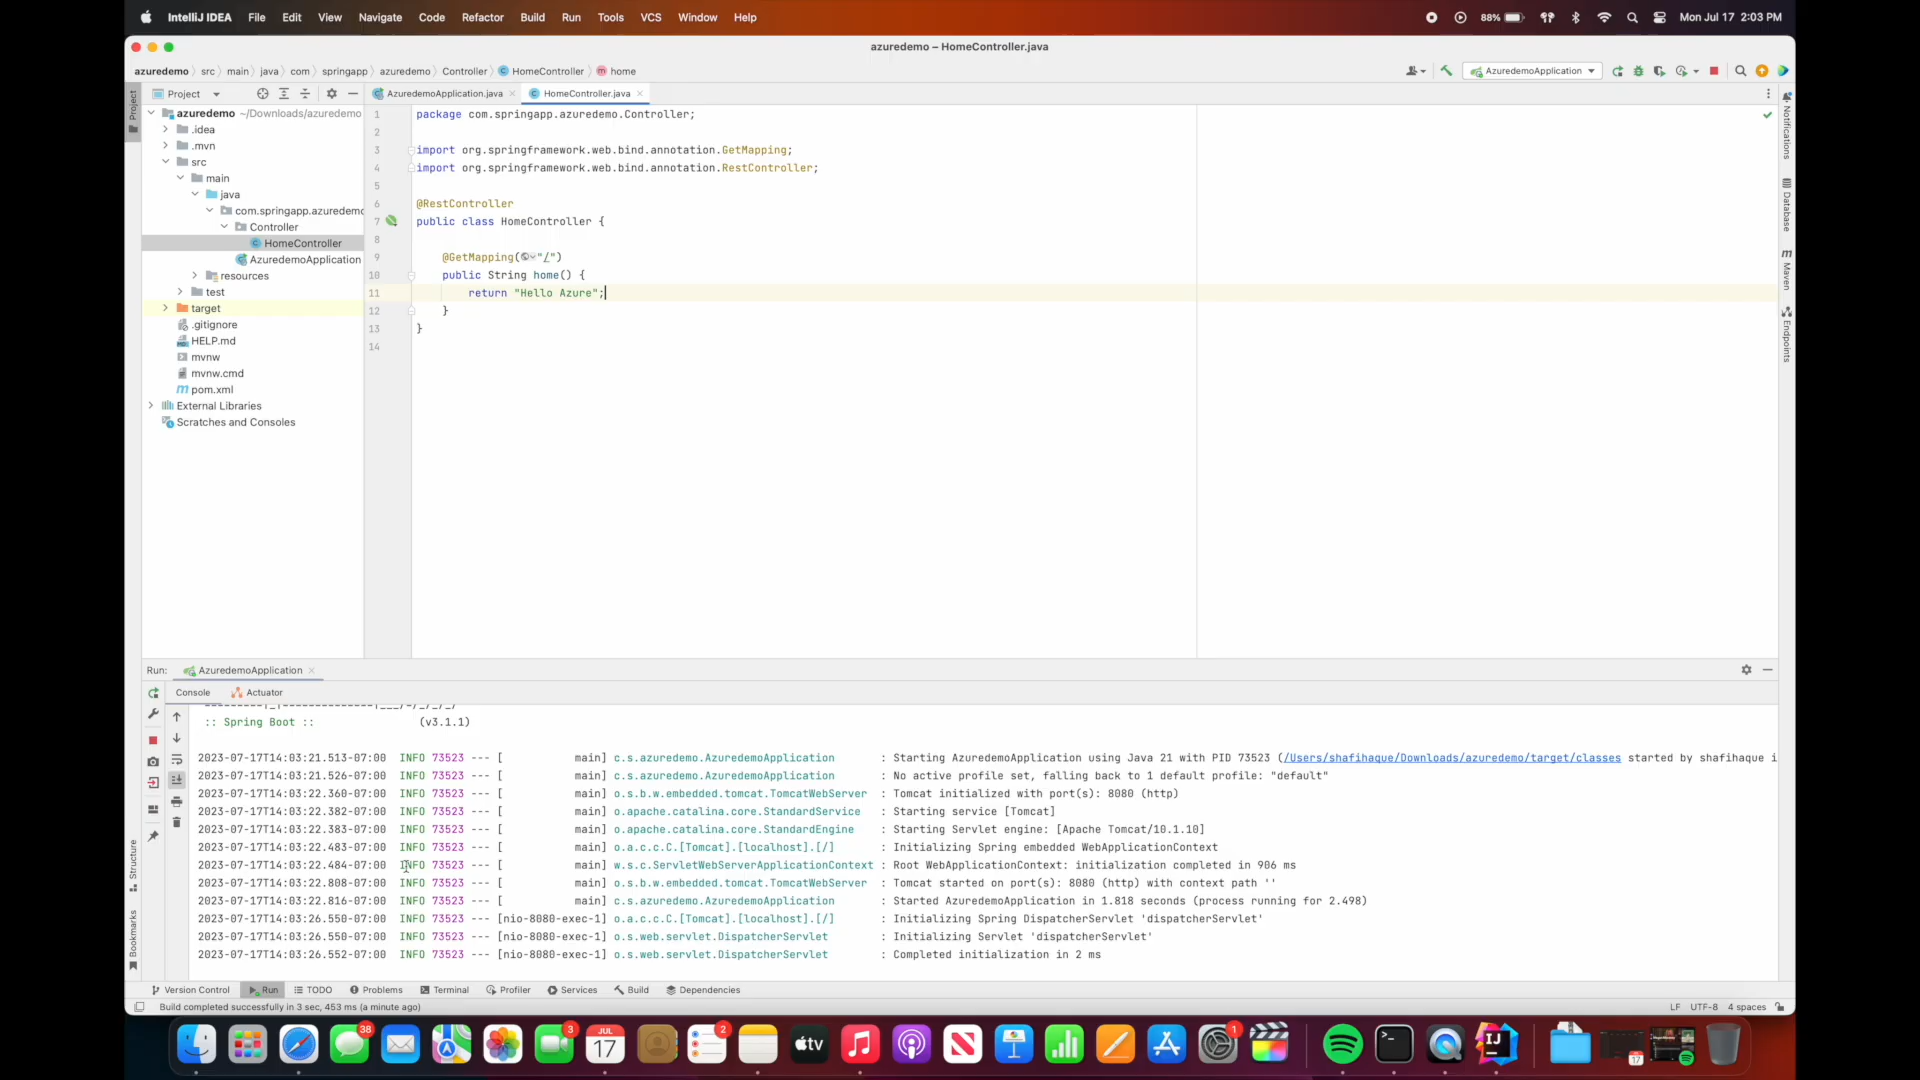 IntelliJ IDEA File Edit View Navigate Code Refactor Build Run Tools VCS Window Help 88% Mon Jul 17 2:03 PM
azuredemo – HomeController.java
azuredemo src main java com springapp azuredemo Controller HomeController home AzuredemoApplication
Project AzuredemoApplication.java HomeController.java
Project
Notifications
Database
Maven
Endpoints
azuredemo ~/Downloads/azuredemo
.idea
.mvn
src
main
java
com.springapp.azuredemo
Controller
HomeController
AzuredemoApplication
resources
test
target
.gitignore
HELP.md
mvnw
mvnw.cmd
pom.xml
External Libraries
Scratches and Consoles
1 package com.springapp.azuredemo.Controller;
2
3 import org.springframework.web.bind.annotation.GetMapping;
4 import org.springframework.web.bind.annotation.RestController;
5
6 @RestController
7 public class HomeController {
8
9 @GetMapping("/")
10 public String home() {
11 return "Hello Azure";
12 }
13 }
14
Run: AzuredemoApplication
Console Actuator
:: Spring Boot :: (v3.1.1)
2023-07-17T14:03:21.513-07:00 INFO 73523 --- [ main] c.s.azuredemo.AzuredemoApplication : Starting AzuredemoApplication using Java 21 with PID 73523 (/Users/shafihaque/Downloads/azuredemo/target/classes started by shafihaque i
2023-07-17T14:03:21.526-07:00 INFO 73523 --- [ main] c.s.azuredemo.AzuredemoApplication : No active profile set, falling back to 1 default profile: "default"
2023-07-17T14:03:22.360-07:00 INFO 73523 --- [ main] o.s.b.w.embedded.tomcat.TomcatWebServer : Tomcat initialized with port(s): 8080 (http)
2023-07-17T14:03:22.382-07:00 INFO 73523 --- [ main] o.apache.catalina.core.StandardService : Starting service [Tomcat]
2023-07-17T14:03:22.383-07:00 INFO 73523 --- [ main] o.apache.catalina.core.StandardEngine : Starting Servlet engine: [Apache Tomcat/10.1.10]
2023-07-17T14:03:22.483-07:00 INFO 73523 --- [ main] o.a.c.c.C.[Tomcat].[localhost].[/] : Initializing Spring embedded WebApplicationContext
2023-07-17T14:03:22.484-07:00 INFO 73523 --- [ main] w.s.c.ServletWebServerApplicationContext : Root WebApplicationContext: initialization completed in 906 ms
2023-07-17T14:03:22.808-07:00 INFO 73523 --- [ main] o.s.b.w.embedded.tomcat.TomcatWebServer : Tomcat started on port(s): 8080 (http) with context path ''
2023-07-17T14:03:22.816-07:00 INFO 73523 --- [ main] c.s.azuredemo.AzuredemoApplication : Started AzuredemoApplication in 1.818 seconds (process running for 2.498)
2023-07-17T14:03:26.550-07:00 INFO 73523 --- [nio-8080-exec-1] o.a.c.c.C.[Tomcat].[localhost].[/] : Initializing Spring DispatcherServlet 'dispatcherServlet'
2023-07-17T14:03:26.550-07:00 INFO 73523 --- [nio-8080-exec-1] o.s.web.servlet.DispatcherServlet : Initializing Servlet 'dispatcherServlet'
2023-07-17T14:03:26.552-07:00 INFO 73523 --- [nio-8080-exec-1] o.s.web.servlet.DispatcherServlet : Completed initialization in 2 ms
Structure
Bookmarks
Version Control Run TODO Problems Terminal Profiler Services Build Dependencies
Build completed successfully in 3 sec, 453 ms (a minute ago) LF UTF-8 4 spaces
38 3 JUL 17 2 tv 1 IJ 17